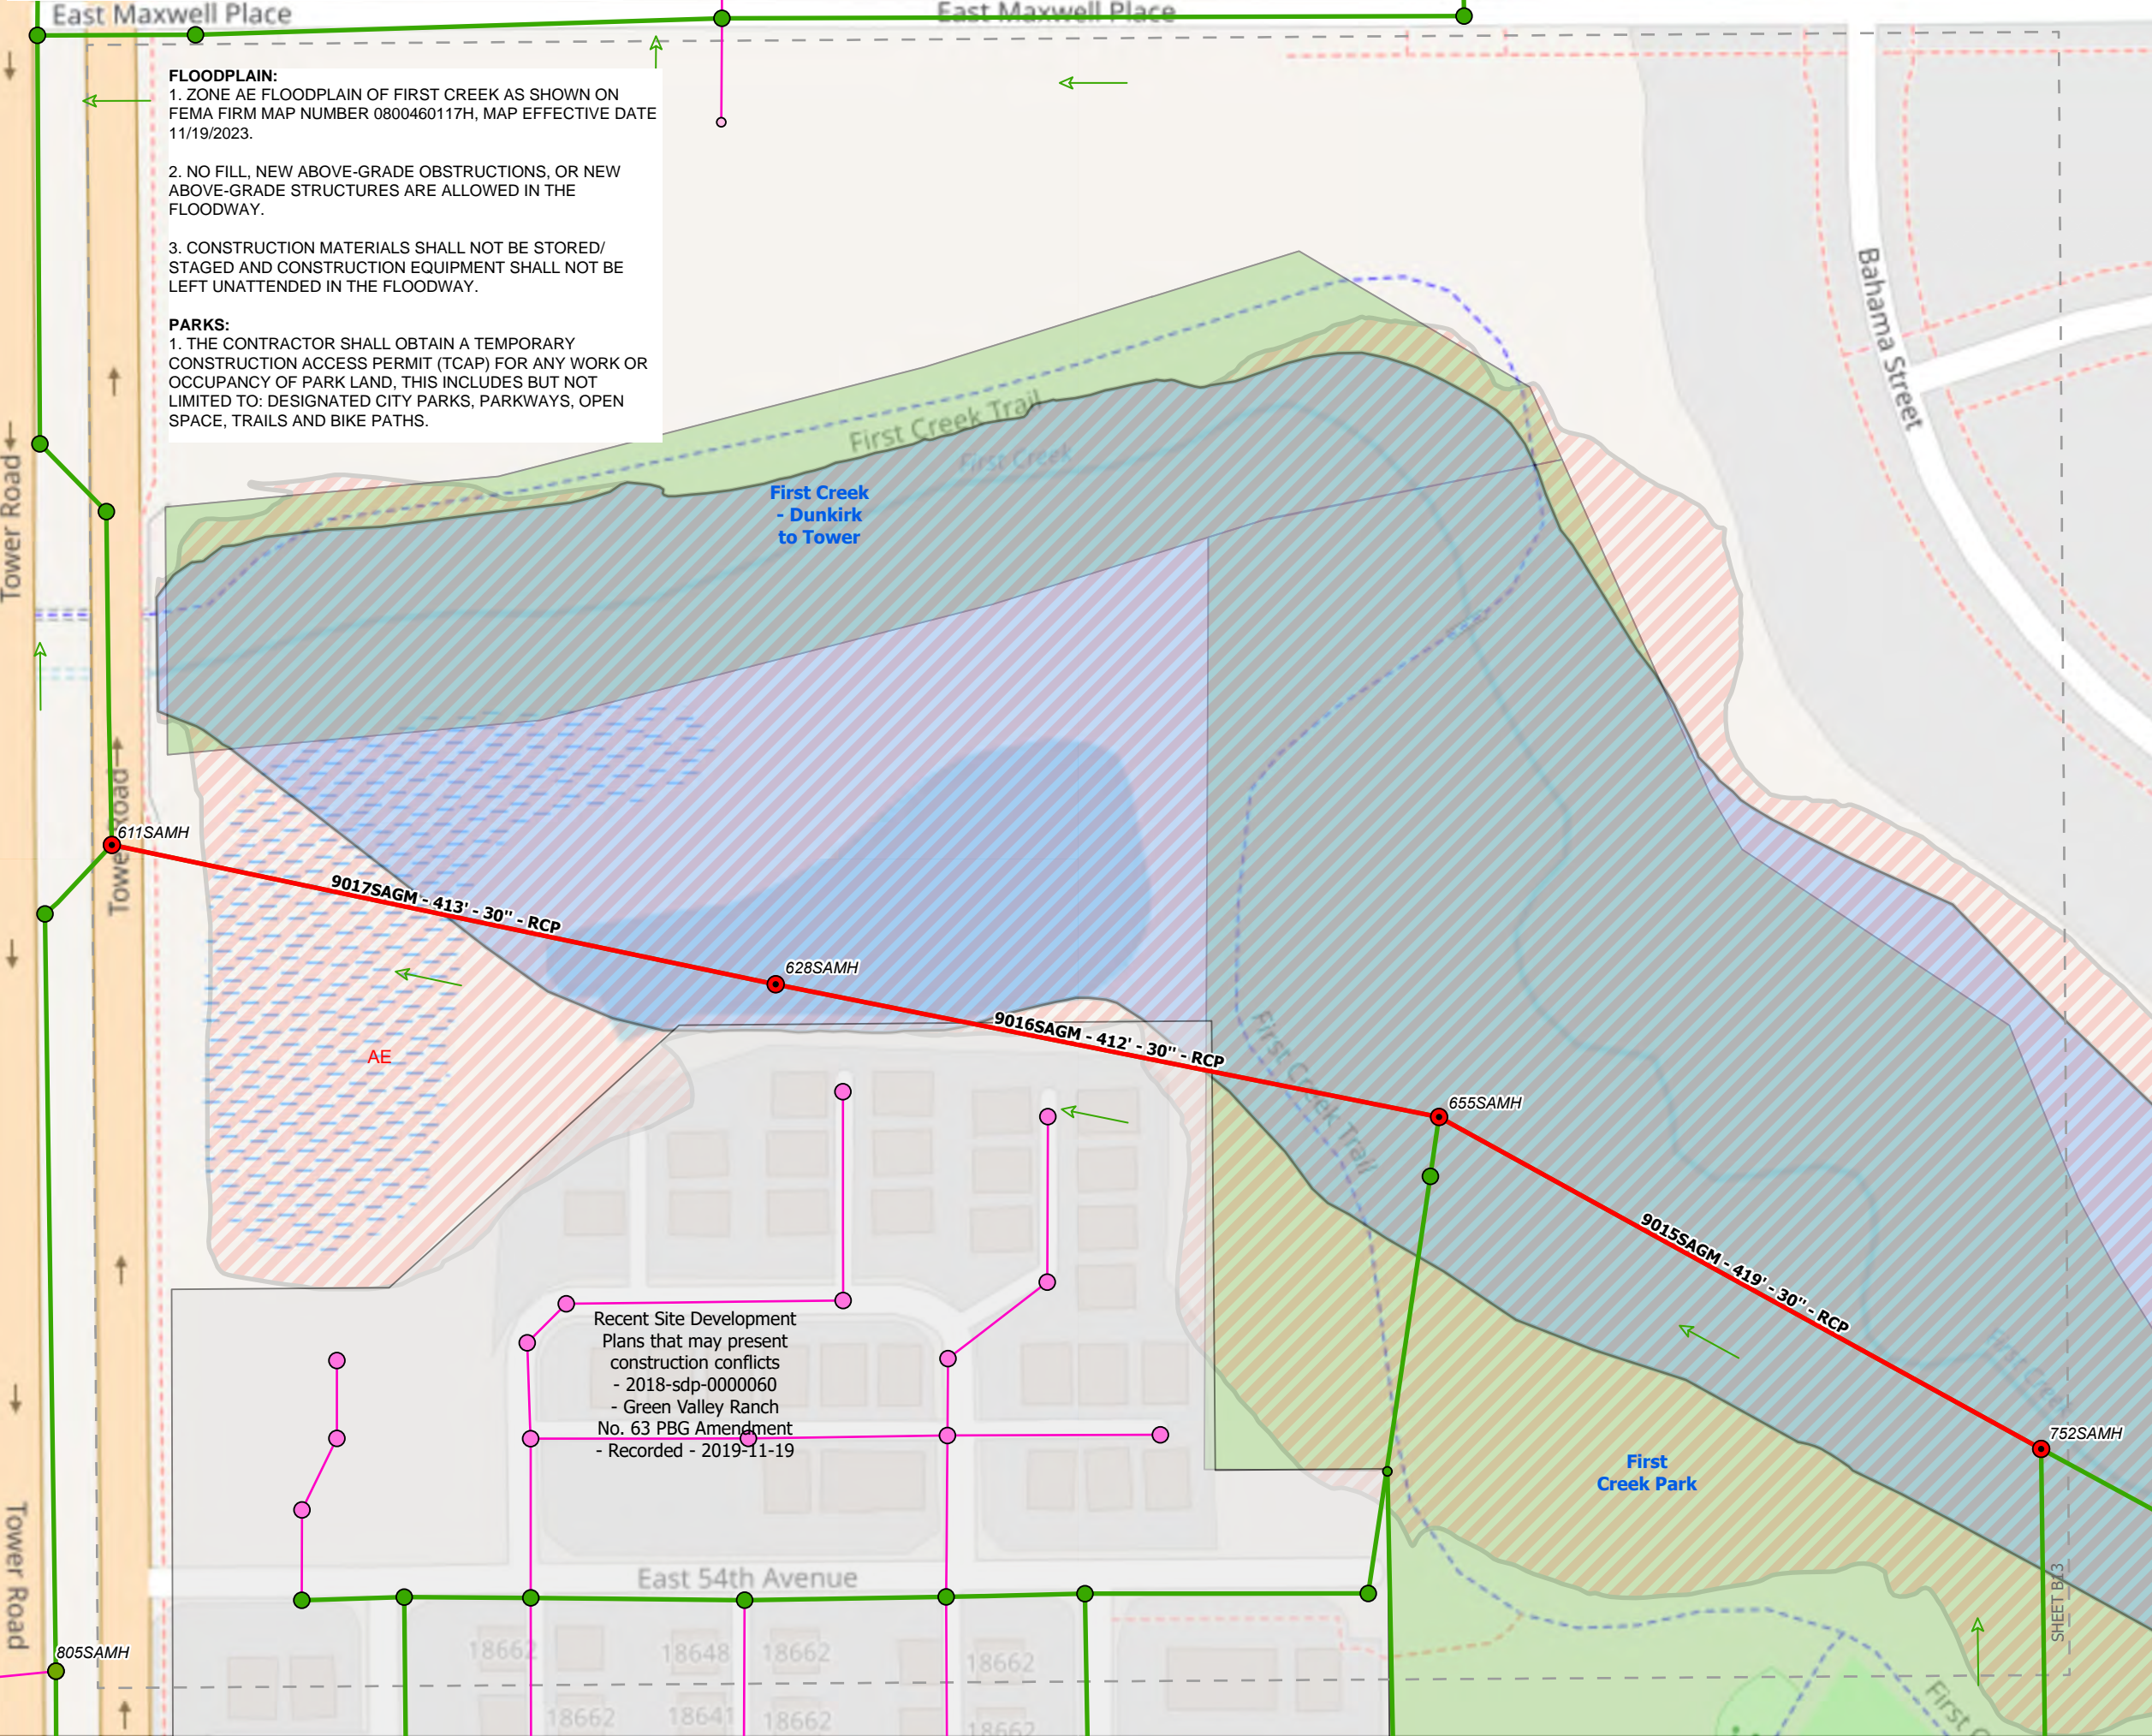 East Maxwell Place
East Maxwell Place
FLOODPLAIN:
1. ZONE AE FLOODPLAIN OF FIRST CREEK AS SHOWN ON
FEMA FIRM MAP NUMBER 0800460117H, MAP EFFECTIVE DATE
11/19/2023.
2. NO FILL, NEW ABOVE-GRADE OBSTRUCTIONS, OR NEW
ABOVE-GRADE STRUCTURES ARE ALLOWED IN THE
FLOODWAY.
3. CONSTRUCTION MATERIALS SHALL NOT BE STORED/
STAGED AND CONSTRUCTION EQUIPMENT SHALL NOT BE
LEFT UNATTENDED IN THE FLOODWAY.
PARKS:
1. THE CONTRACTOR SHALL OBTAIN A TEMPORARY
CONSTRUCTION ACCESS PERMIT (TCAP) FOR ANY WORK OR
OCCUPANCY OF PARK LAND, THIS INCLUDES BUT NOT
LIMITED TO: DESIGNATED CITY PARKS, PARKWAYS, OPEN
SPACE, TRAILS AND BIKE PATHS.
Bahama Street
Tower Road
First Creek Trail
First Creek
First Creek
- Dunkirk
to Tower
Tower Road
611SAMH
9017SAGM - 413' - 30'' - RCP
628SAMH
9016SAGM - 412' - 30'' - RCP
First Creek Trail
655SAMH
AE
9015SAGM - 419' - 30'' - RCP
First Creek
752SAMH
Recent Site Development
Plans that may present
construction conflicts
- 2018-sdp-0000060
- Green Valley Ranch
No. 63 PBG Amendment
- Recorded - 2019-11-19
First
Creek Park
Tower Road
East 54th Avenue
SHEET B13
805SAMH
18662
18648
18662
18662
18662
18641
18662
18662
First C